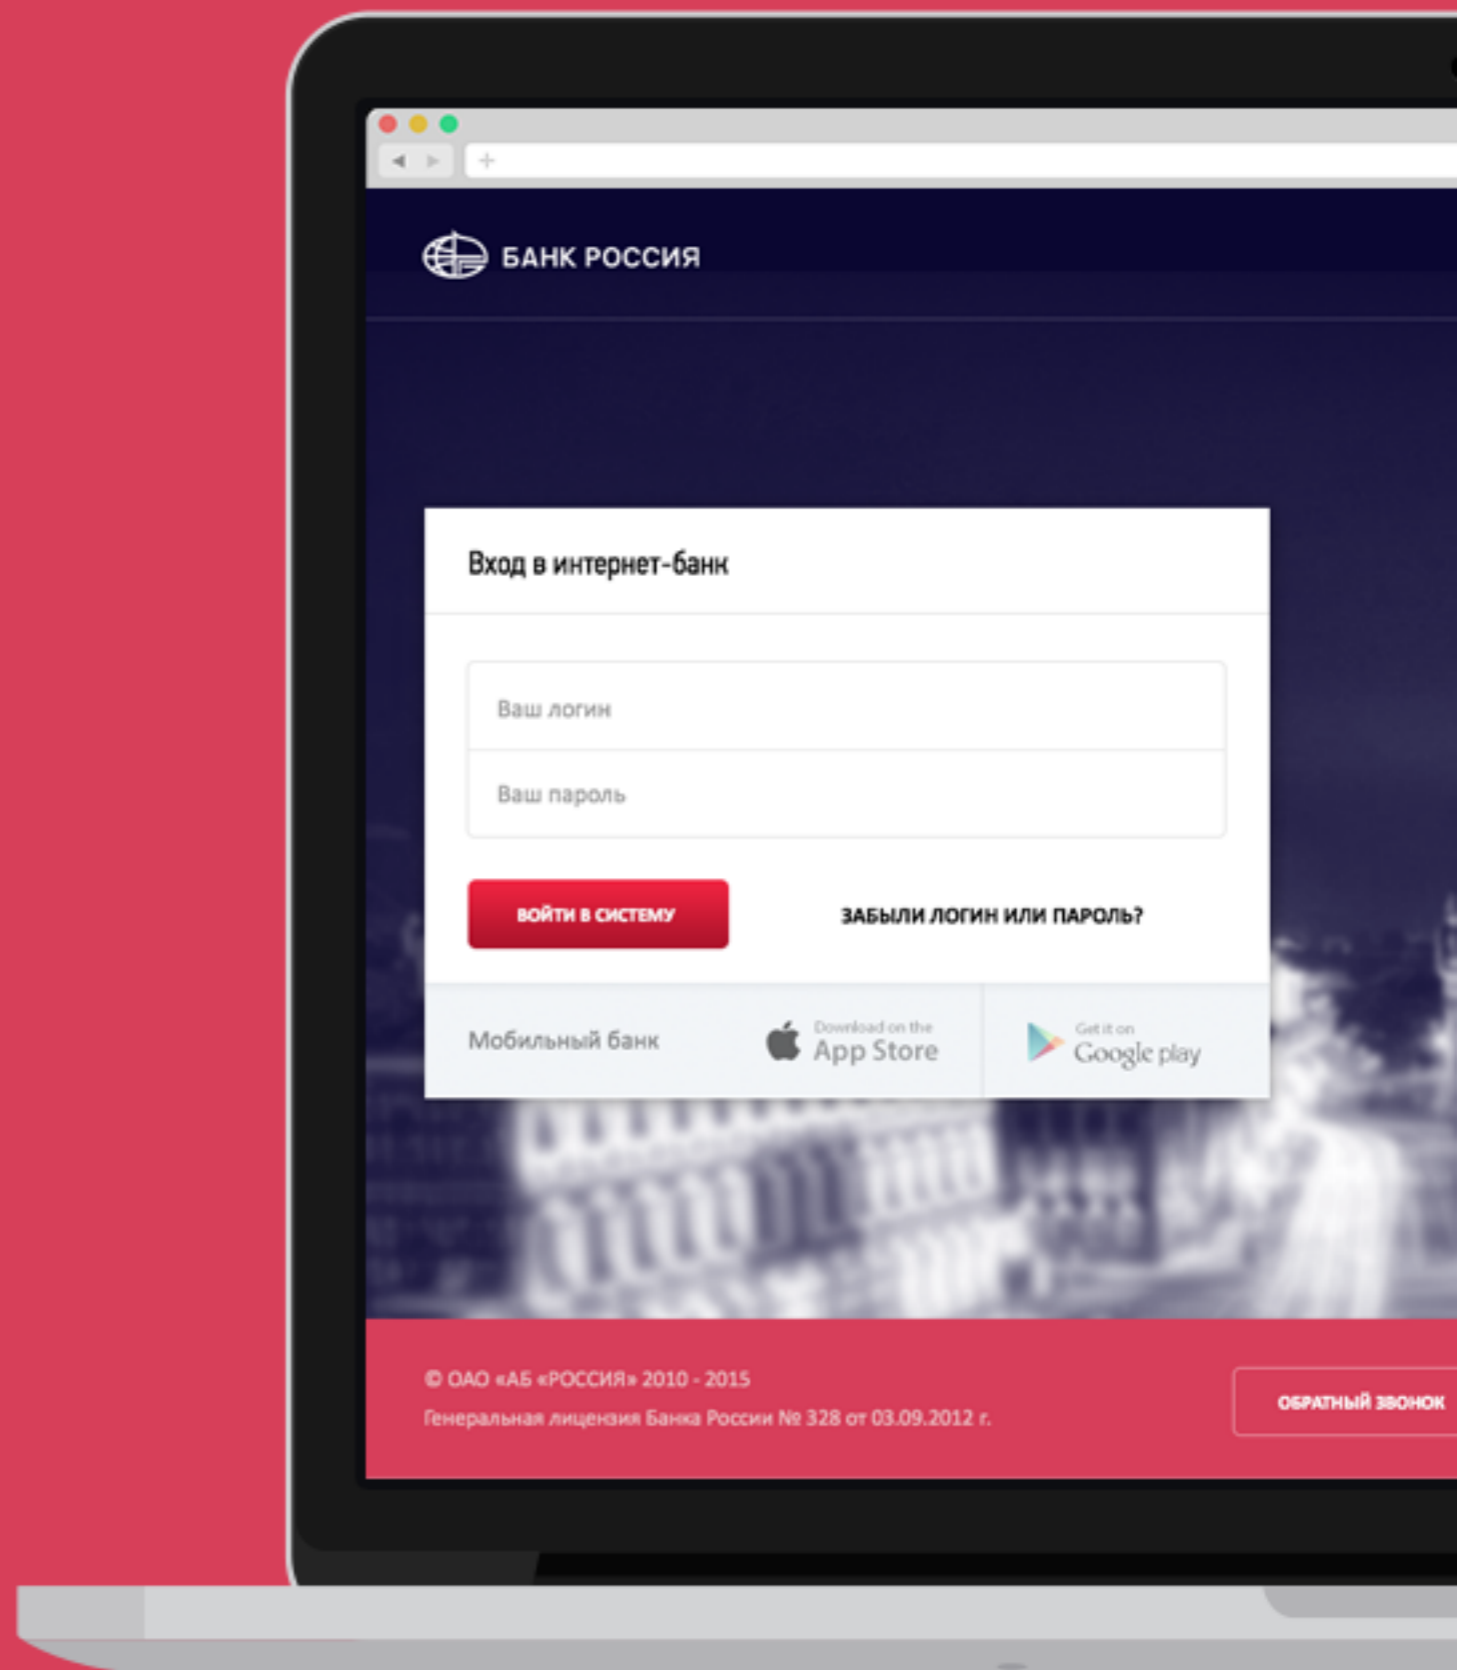 БАНК РОССИЯ
Вход в интернет-банк
Ваш логин
Ваш пароль
ВОЙТИ В СИСТЕМУ
ЗАБЫЛИ ЛОГИН ИЛИ ПАРОЛЬ?
Мобильный банк
Download on the
App Store
Get it on
Google play
© ОАО «АБ «РОССИЯ» 2010 - 2015
Генеральная лицензия Банка России № 328 от 03.09.2012 г.
ОБРАТНЫЙ ЗВОНОК